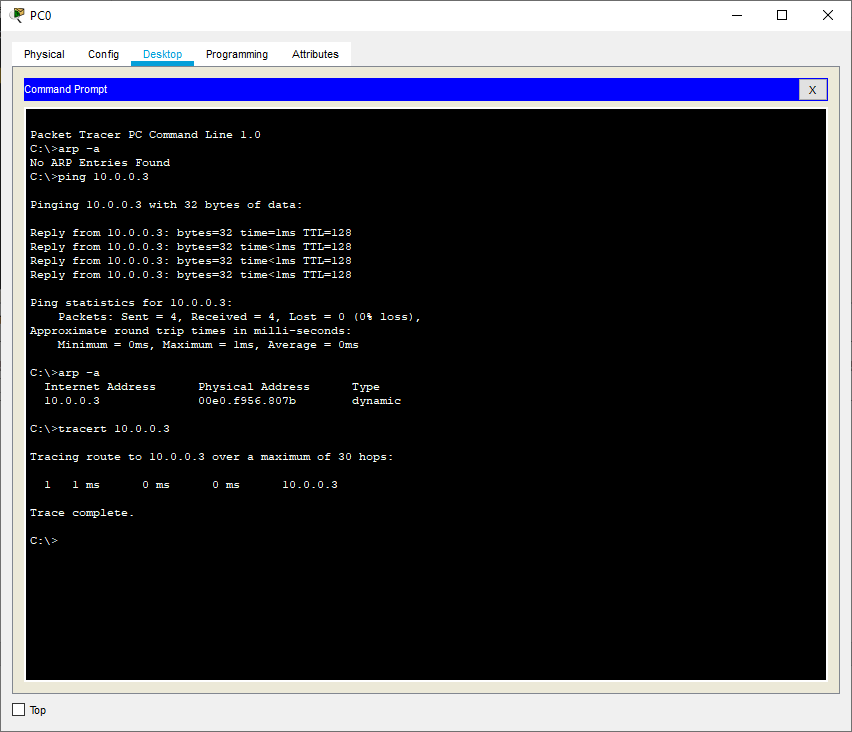 PC0
Physical Config Desktop Programming Attributes
Command Prompt X
Packet Tracer PC Command Line 1.0
C:\>arp -a
No ARP Entries Found
C:\>ping 10.0.0.3
Pinging 10.0.0.3 with 32 bytes of data:
Reply from 10.0.0.3: bytes=32 time=1ms TTL=128
Reply from 10.0.0.3: bytes=32 time<1ms TTL=128
Reply from 10.0.0.3: bytes=32 time<1ms TTL=128
Reply from 10.0.0.3: bytes=32 time<1ms TTL=128
Ping statistics for 10.0.0.3:
Packets: Sent = 4, Received = 4, Lost = 0 (0% loss),
Approximate round trip times in milli-seconds:
Minimum = 0ms, Maximum = 1ms, Average = 0ms
C:\>arp -a
Internet Address Physical Address Type
10.0.0.3 00e0.f956.807b dynamic
C:\>tracert 10.0.0.3
Tracing route to 10.0.0.3 over a maximum of 30 hops:
1 1 ms 0 ms 0 ms 10.0.0.3
Trace complete.
C:\>
Top